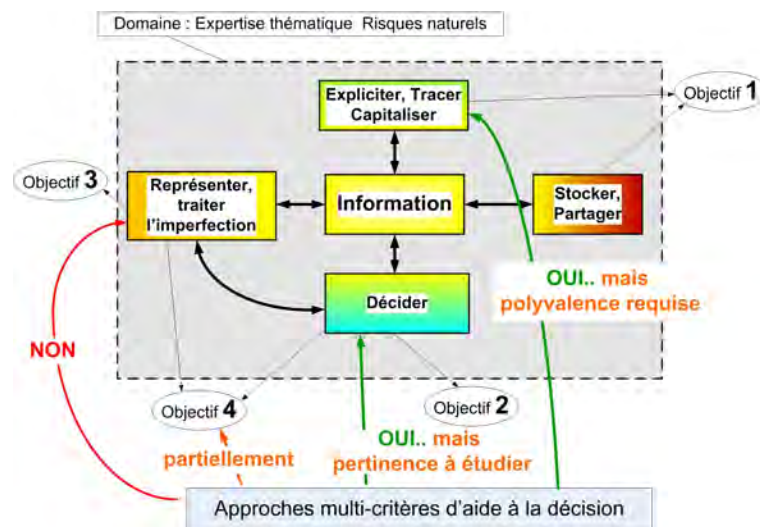 Domaine : Expertise thématique Risques naturels
Expliciter, Tracer
Capitaliser
Objectif 1
Objectif 3
Représenter,
traiter
l'imperfection
Information
Stocker,
Partager
Décider
OUI.. mais
polyvalence requise
NON
Objectif 4
Objectif 2
OUI.. mais
pertinence à étudier
partiellement
Approches multi-critères d'aide à la décision